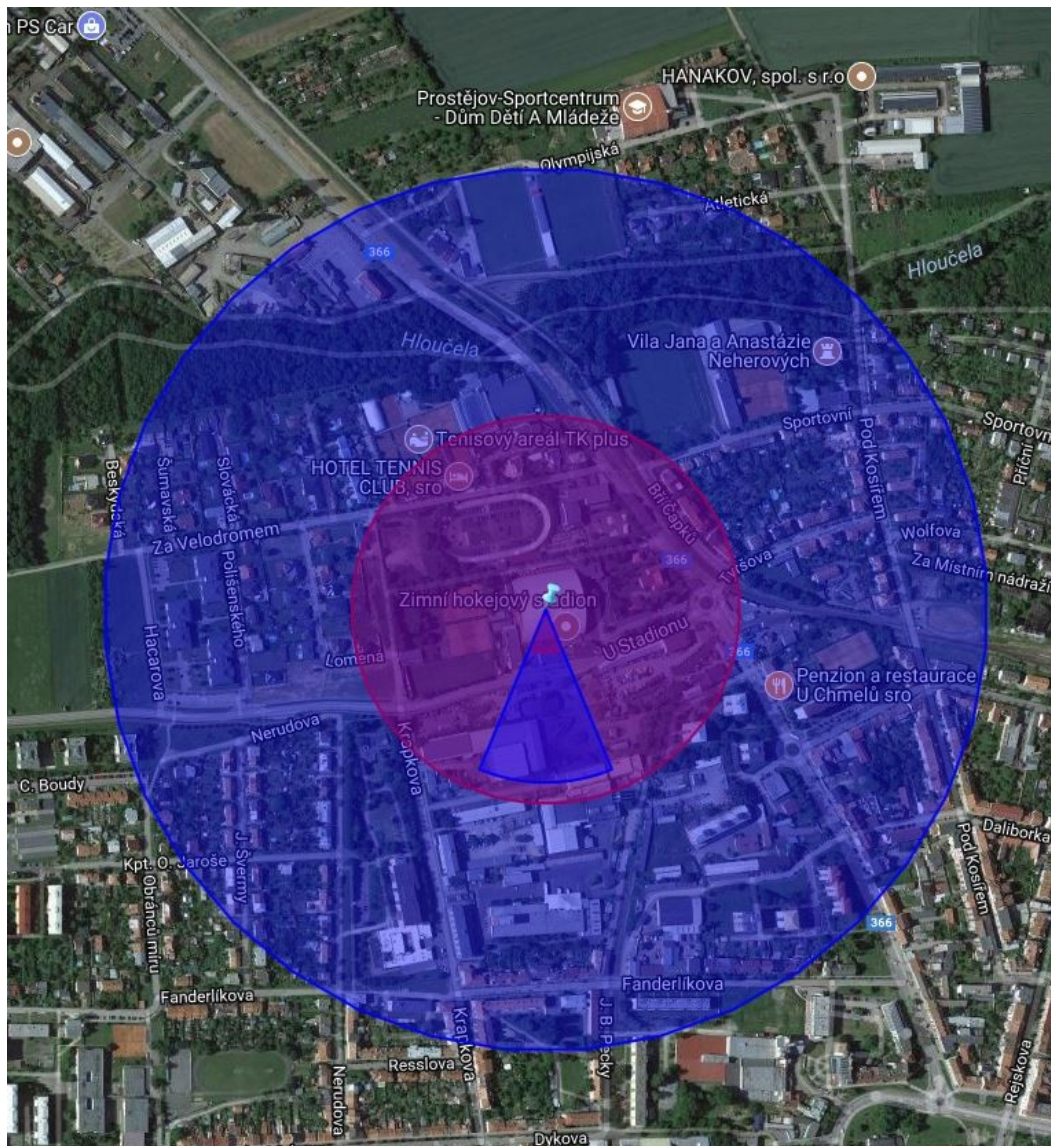 PS Car
HANAKOV, spol. s r.o
Prostějov-Sportcentrum
- Dům Dětí A Mládeže
Olympijská
Atletická
366
Hloučela
Hloučela
Vila Jana a Anastázie
Neherových
Sportovní
Sportovní
Příční
Pod Kosířem
Tenisový areál TK plus
HOTEL TENNIS
CLUB, sro
Beskydská
Šumavská
Slovácká
Za Velodromem
Polišenského
Bří Čapků
366
Tyršova
Wolfova
Za Místním nádraží
Zimní hokejový stadion
U Stadionu
366
Lomená
Hacarova
Nerudova
Krapkova
Penzion a restaurace
U Chmelů sro
C. Boudy
Kpt. O. Jaroše
J. Švermy
Obránců míru
Daliborka
Pod Kosířem
366
Fanderlíkova
Fanderlíkova
Krapkova
J. B. Pecky
Resslova
Nerudova
Rejskova
Dykova